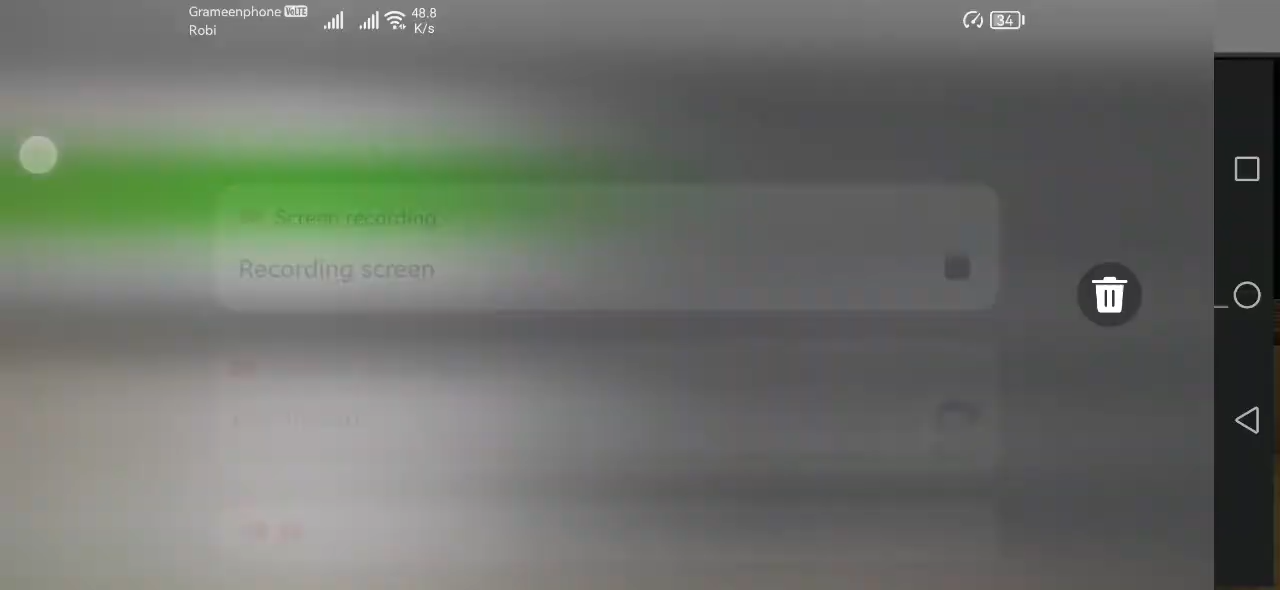 Grameenphone VoLTE
Robi
48.8
K/s
34
Screen recording
Recording screen